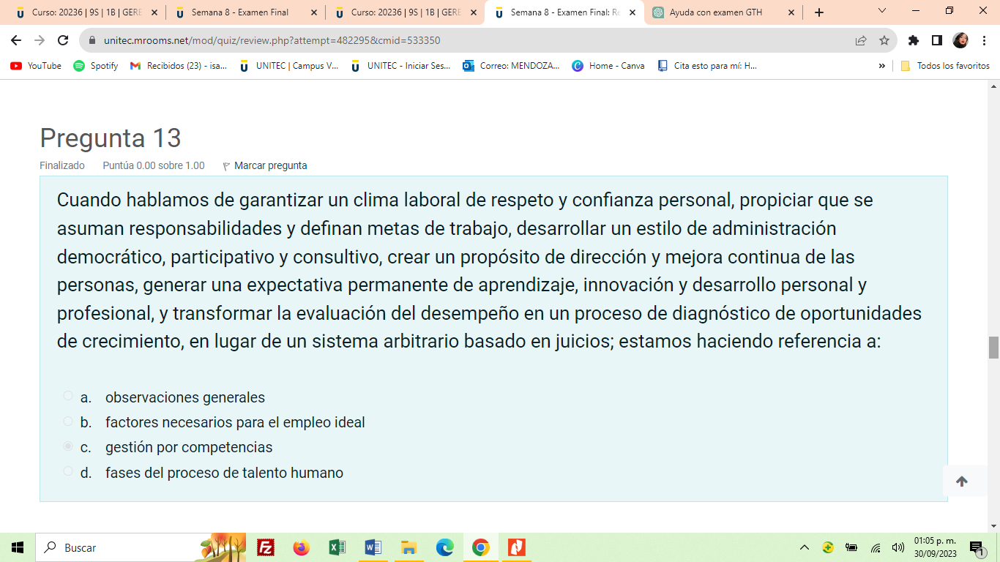 Curso: 20236 | 9S | 1B | GERE
Semana 8 - Examen Final
Curso: 20236 | 9S | 1B | GERE
Semana 8 - Examen Final: Re
Ayuda con examen GTH
unitec.mrooms.net/mod/quiz/review.php?attempt=482295&cmid=533350
YouTube
Spotify
Recibidos (23) - isa...
UNITEC | Campus V...
UNITEC - Iniciar Ses...
Correo: MENDOZA...
Home - Canva
Cita esto para mí: H...
»
Todos los favoritos
Pregunta 13
Finalizado Puntúa 0.00 sobre 1.00 Marcar pregunta
Cuando hablamos de garantizar un clima laboral de respeto y confianza personal, propiciar que se
asuman responsabilidades y definan metas de trabajo, desarrollar un estilo de administración
democrático, participativo y consultivo, crear un propósito de dirección y mejora continua de las
personas, generar una expectativa permanente de aprendizaje, innovación y desarrollo personal y
profesional, y transformar la evaluación del desempeño en un proceso de diagnóstico de oportunidades
de crecimiento, en lugar de un sistema arbitrario basado en juicios; estamos haciendo referencia a:
a. observaciones generales
b. factores necesarios para el empleo ideal
c. gestión por competencias
d. fases del proceso de talento humano
Buscar
01:05 p. m.
30/09/2023
1